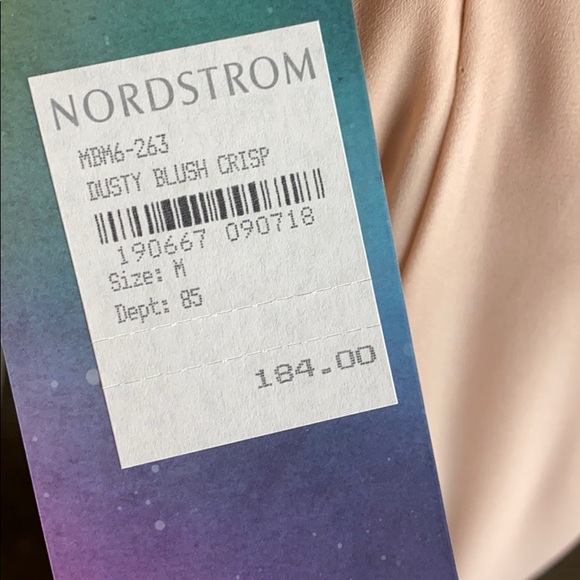 NORDSTROM
MBM6-263
DUSTY BLUSH CRISP
190667 090718
Size: M
Dept: 85
184.00